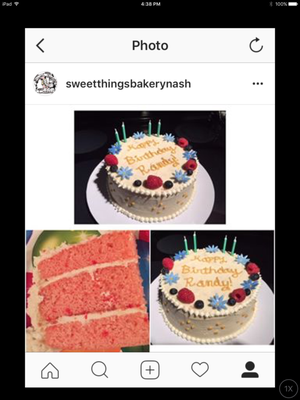 iPad
4:38 PM
100%
Photo
sweetthingsbakerynash
Happy
Birthday
Randy!
Happy
Birthday
Randy!
1X